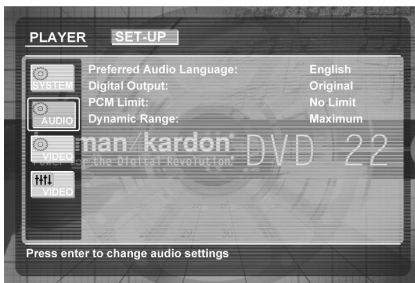 PLAYER SET-UP
SYSTEM
Preferred Audio Language: English
Digital Output: Original
PCM Limit: No Limit
AUDIO
Dynamic Range: Maximum
man/kardon®
DVD 22
the Digital Revolution®
VIDEO
VIDEO
Press enter to change audio settings